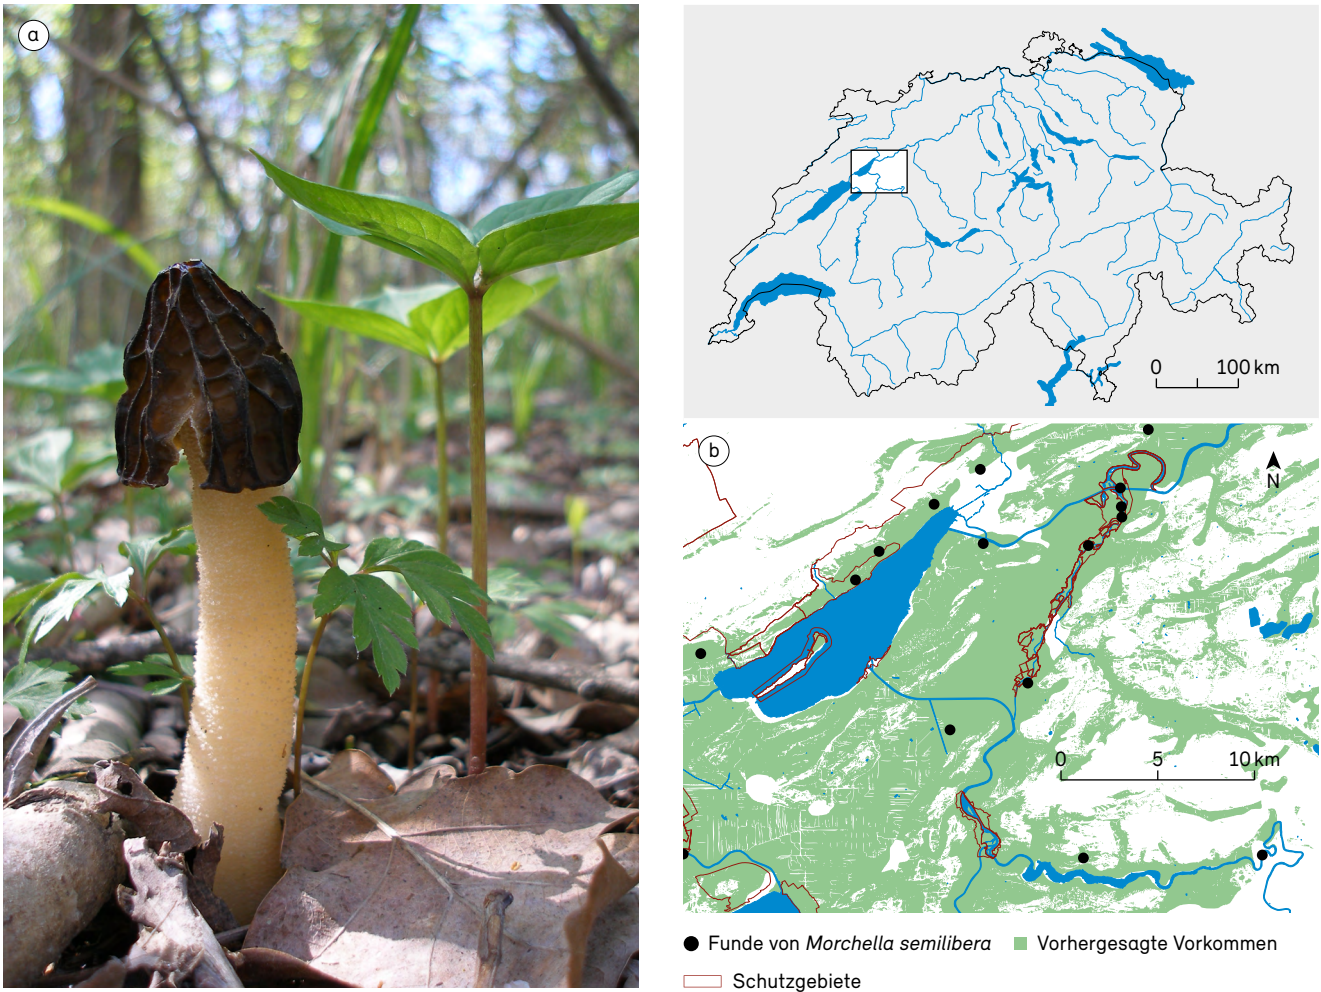 a
0 100 km
b
N
0 5 10 km
Funde von Morchella semilibera
Vorhergesagte Vorkommen
Schutzgebiete